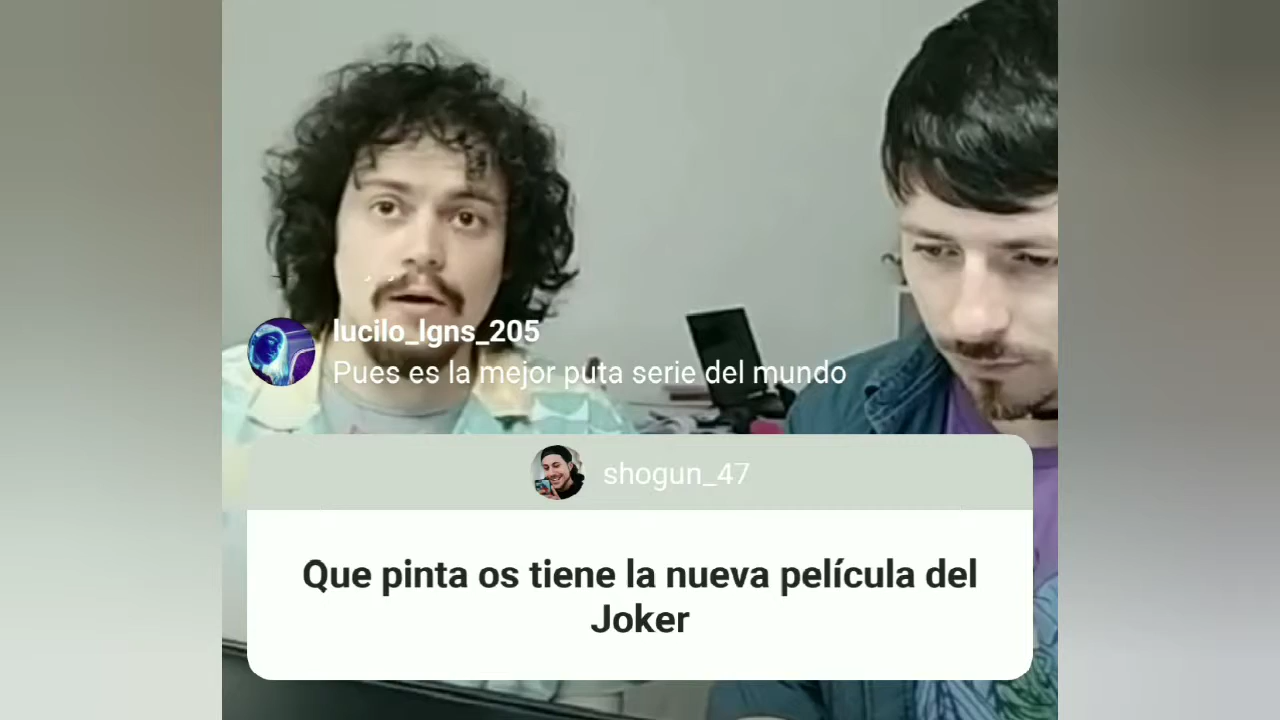 lucilo_lgns_205
Pues es la mejor puta serie del mundo
shogun_47
Que pinta os tiene la nueva película del
Joker